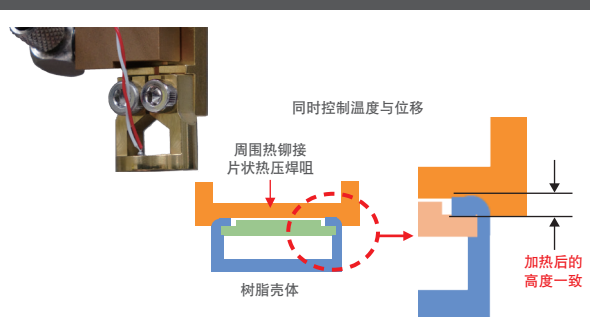 同时控制温度与位移
周围热铆接
片状热压焊咀
树脂壳体
加热后的
高度一致